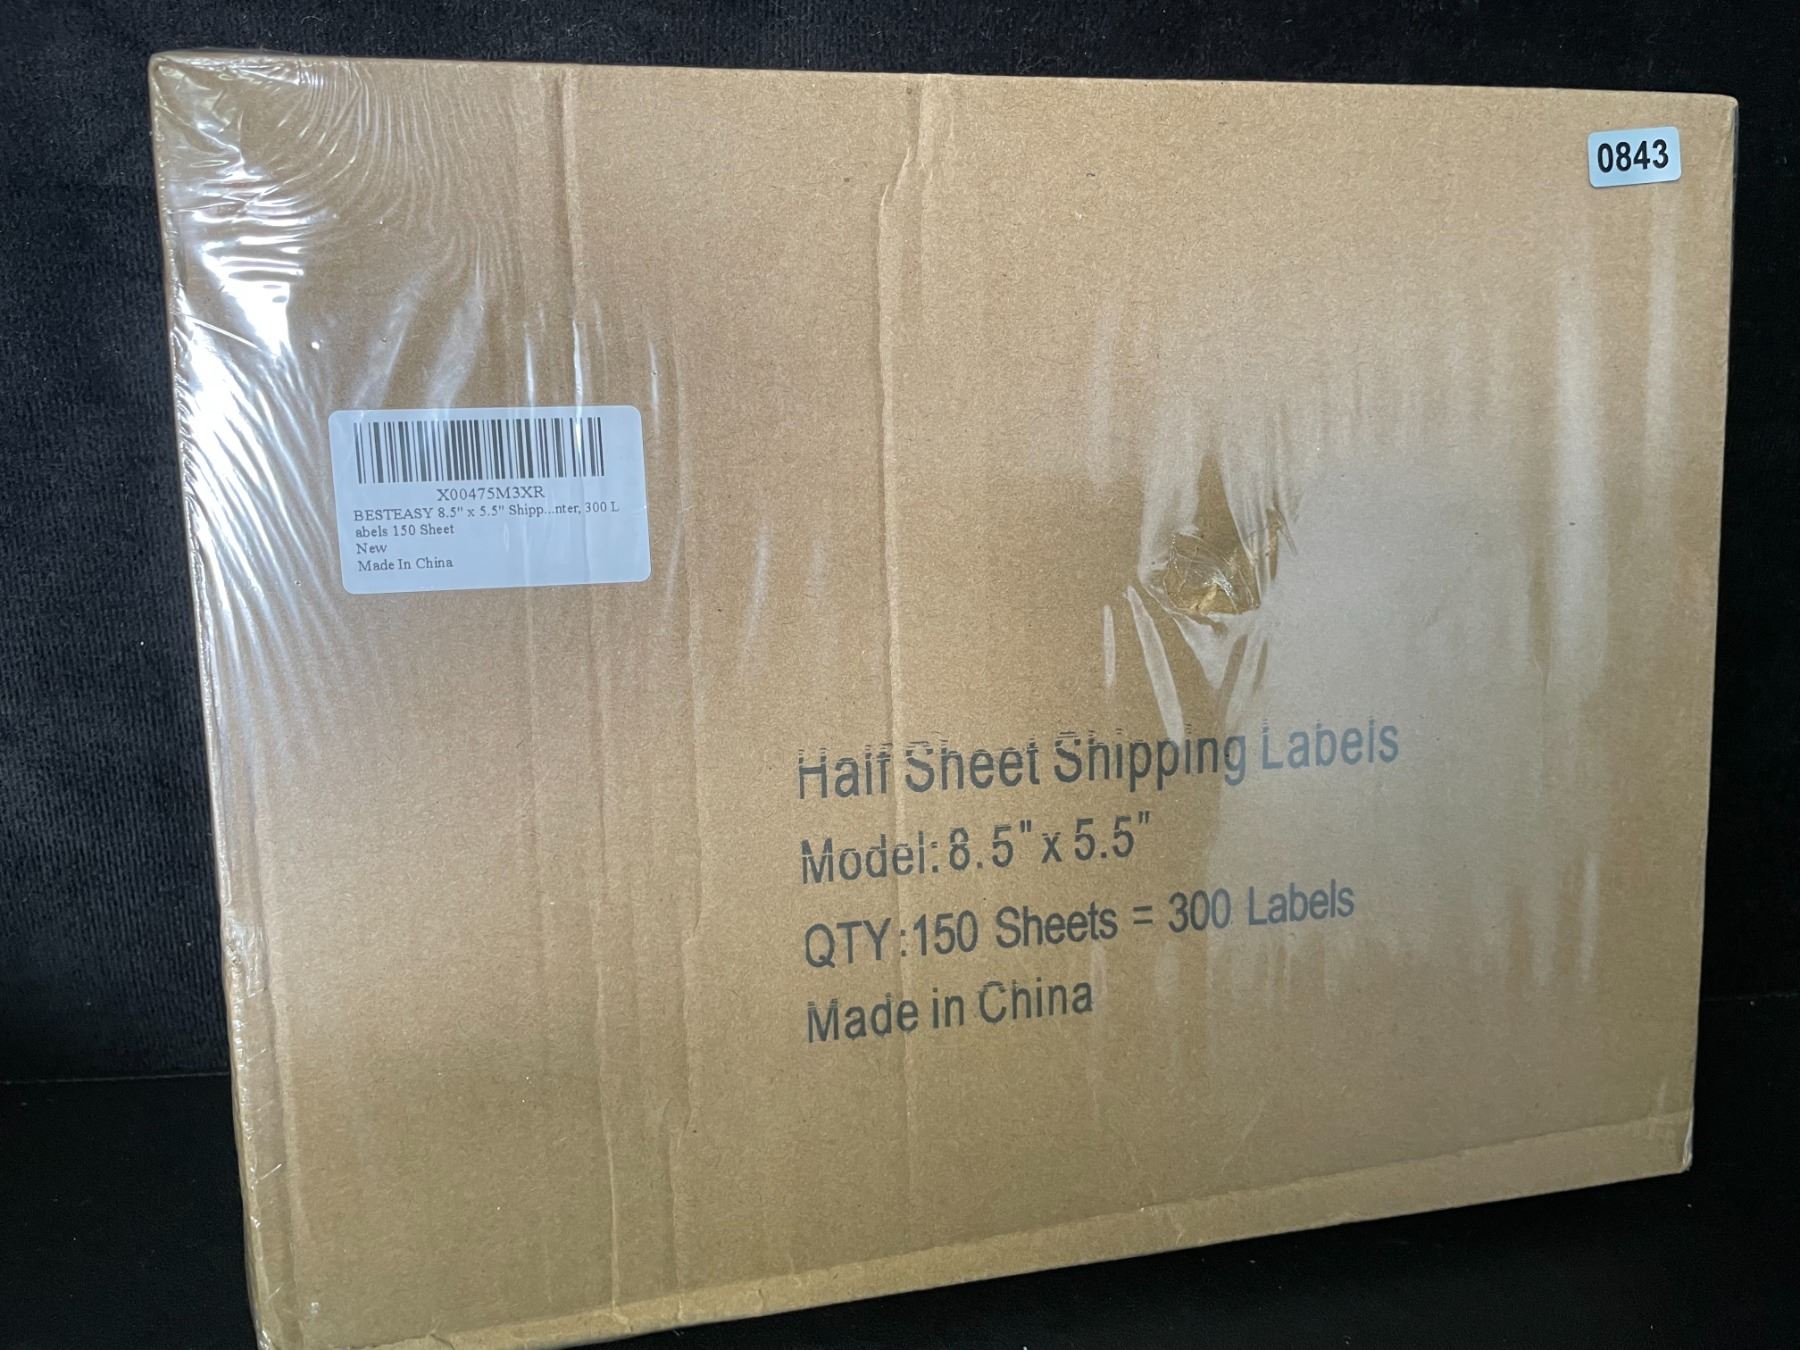 0843
X00475M3XR
BESTEASY 8.5" x 5.5" Shipp...nter, 300 L
abels 150 Sheet
New
Made In China
Half Sheet Shipping Labels
Model: 8.5" x 5.5"
QTY:150 Sheets = 300 Labels
Made in China